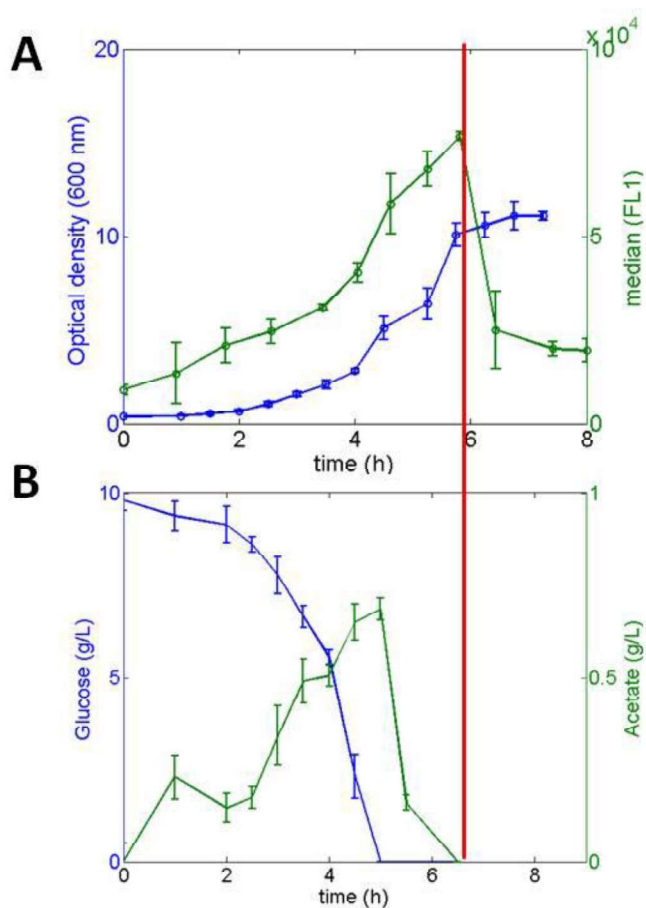 A
x 10⁴
20
10
10
5
0
0
Optical density (600 nm)
median (FL1)
0
2
4
6
8
time (h)
B
10
1
5
0.5
0
0
Glucose (g/L)
Acetate (g/L)
0
2
4
6
8
time (h)